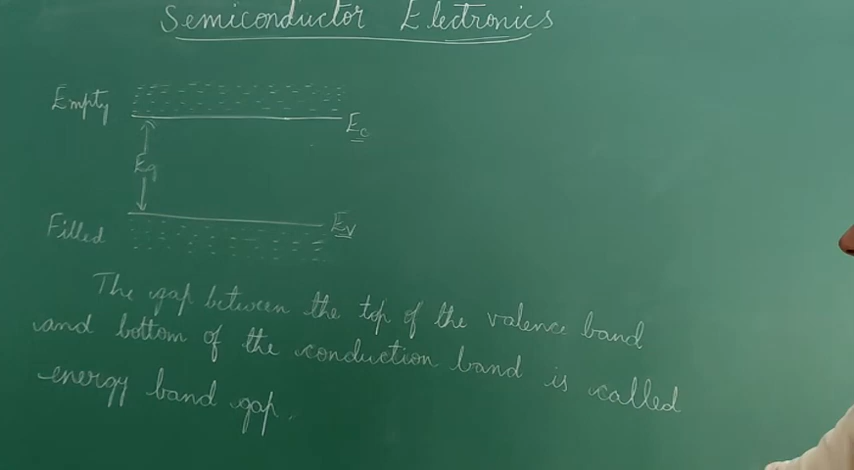 Semiconductor Electronics
Empty
Ec
Eg
Filled
Ev
The gap between the top of the valence band
and bottom of the conduction band is called
energy band gap.